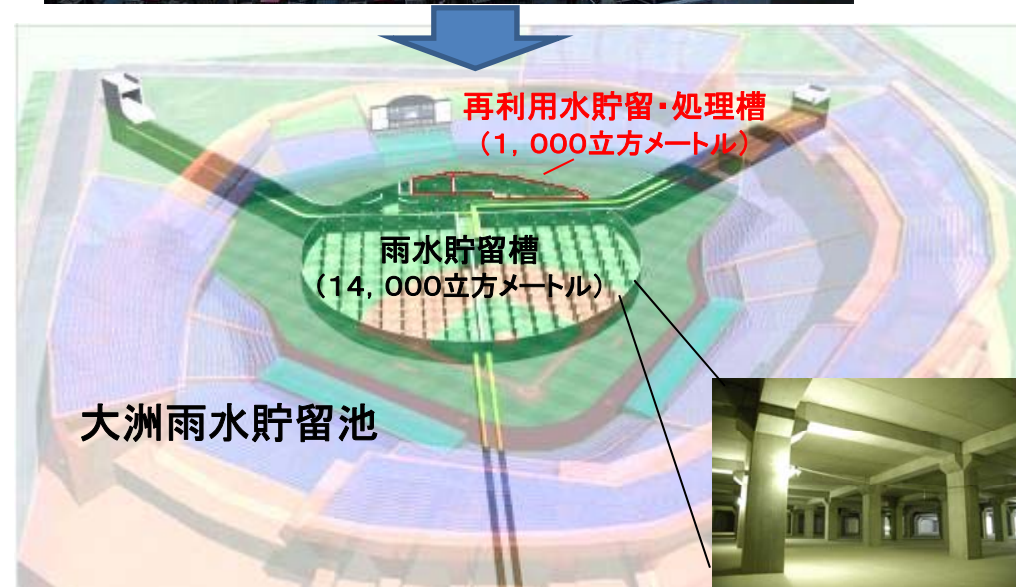 再利用水貯留・処理槽
（１，０００立方メートル）
雨水貯留槽
（１４，０００立方メートル）
大洲雨水貯留池